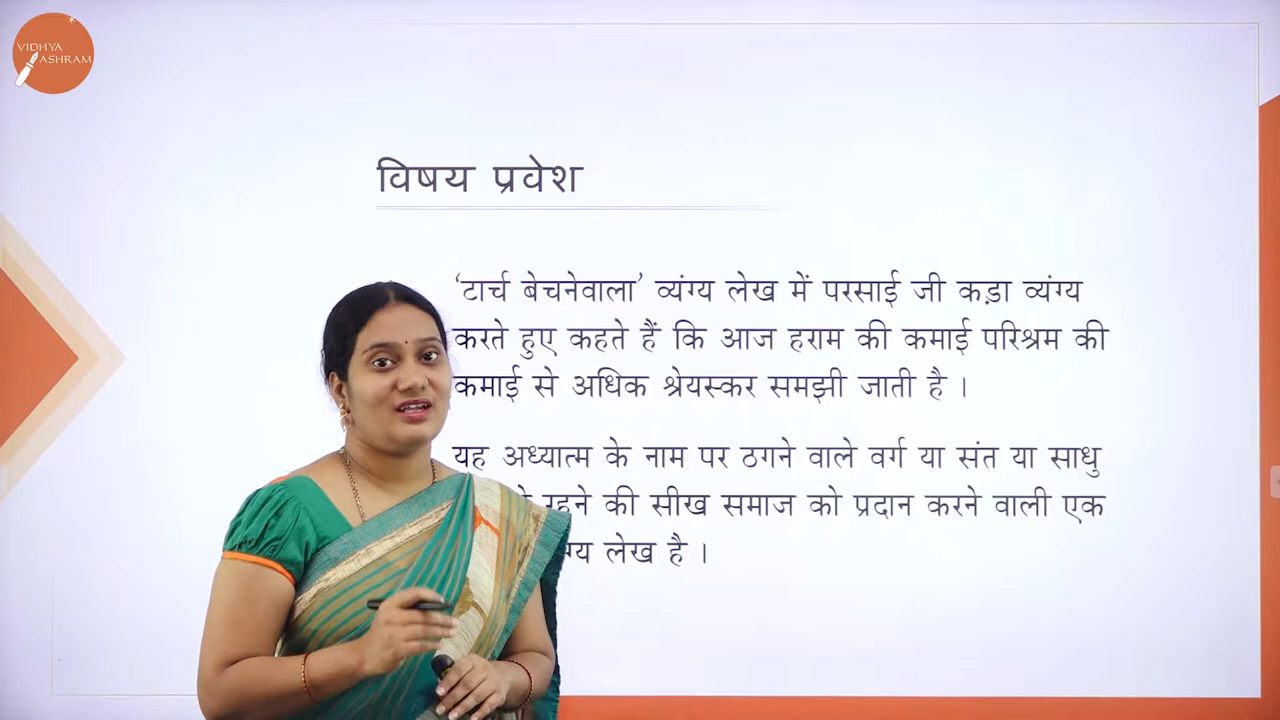 VIDHYA
ASHRAM
विषय प्रवेश
‘टार्च बेचनेवाला’ व्यंग्य लेख में परसाई जी कड़ा व्यंग्य
करते हुए कहते हैं कि आज हराम की कमाई परिश्रम की
कमाई से अधिक श्रेयस्कर समझी जाती है ।
यह अध्यात्म के नाम पर ठगने वाले वर्ग या संत या साधु
रहने की सीख समाज को प्रदान करने वाली एक
लेख है ।